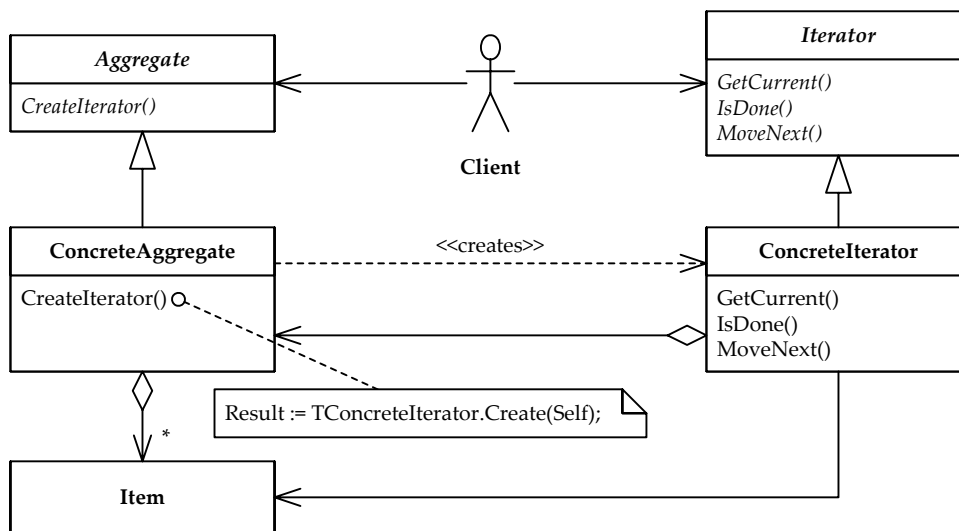 Aggregate
CreateIterator()
Client
Iterator
GetCurrent()
IsDone()
MoveNext()
ConcreteAggregate
CreateIterator()
<<creates>>
ConcreteIterator
GetCurrent()
IsDone()
MoveNext()
Result := TConcreteIterator.Create(Self);
*
Item